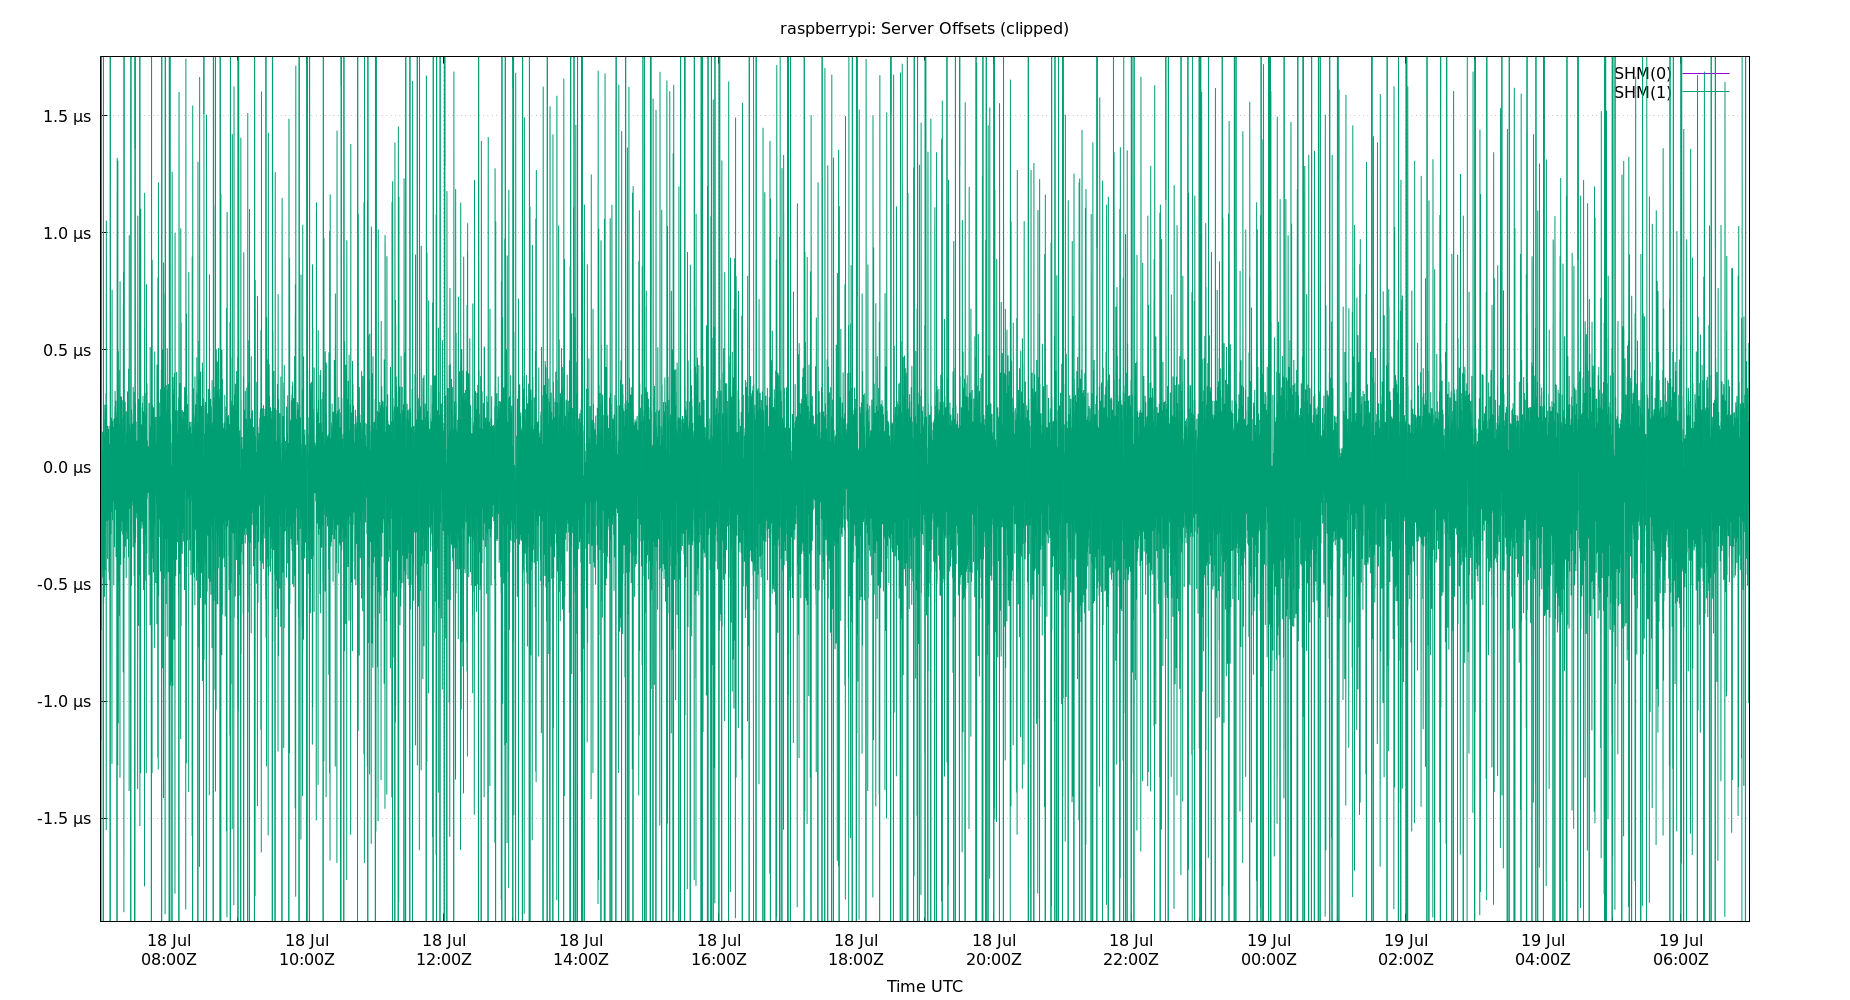 raspberrypi: Server Offsets (clipped)
SHM(0)
SHM(1)
1.5 µs
1.0 µs
0.5 µs
0.0 µs
-0.5 µs
-1.0 µs
-1.5 µs
18 Jul 18 Jul 18 Jul 18 Jul 18 Jul 18 Jul 18 Jul 18 Jul 19 Jul 19 Jul 19 Jul 19 Jul
08:00Z 10:00Z 12:00Z 14:00Z 16:00Z 18:00Z 20:00Z 22:00Z 00:00Z 02:00Z 04:00Z 06:00Z
Time UTC